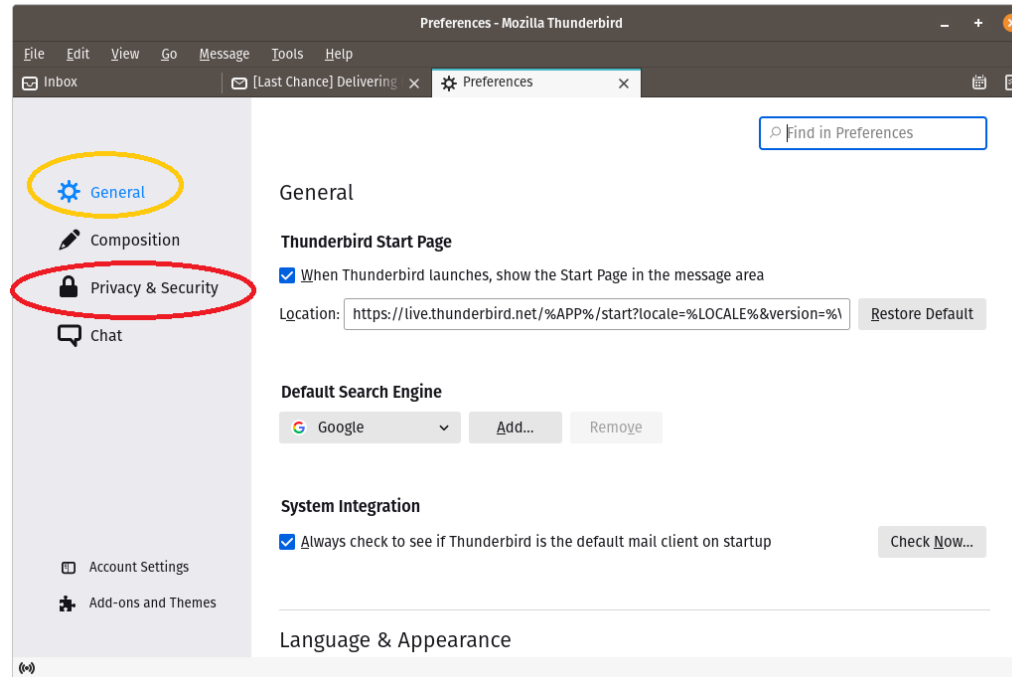 Preferences - Mozilla Thunderbird
File Edit View Go Message Tools Help
Inbox [Last Chance] Delivering Preferences
Find in Preferences
General
Composition
Privacy & Security
Chat
Account Settings
Add-ons and Themes
General
Thunderbird Start Page
When Thunderbird launches, show the Start Page in the message area
Location: https://live.thunderbird.net/%APP%/start?locale=%LOCALE%&version=%V Restore Default
Default Search Engine
Google Add... Remove
System Integration
Always check to see if Thunderbird is the default mail client on startup Check Now...
Language & Appearance